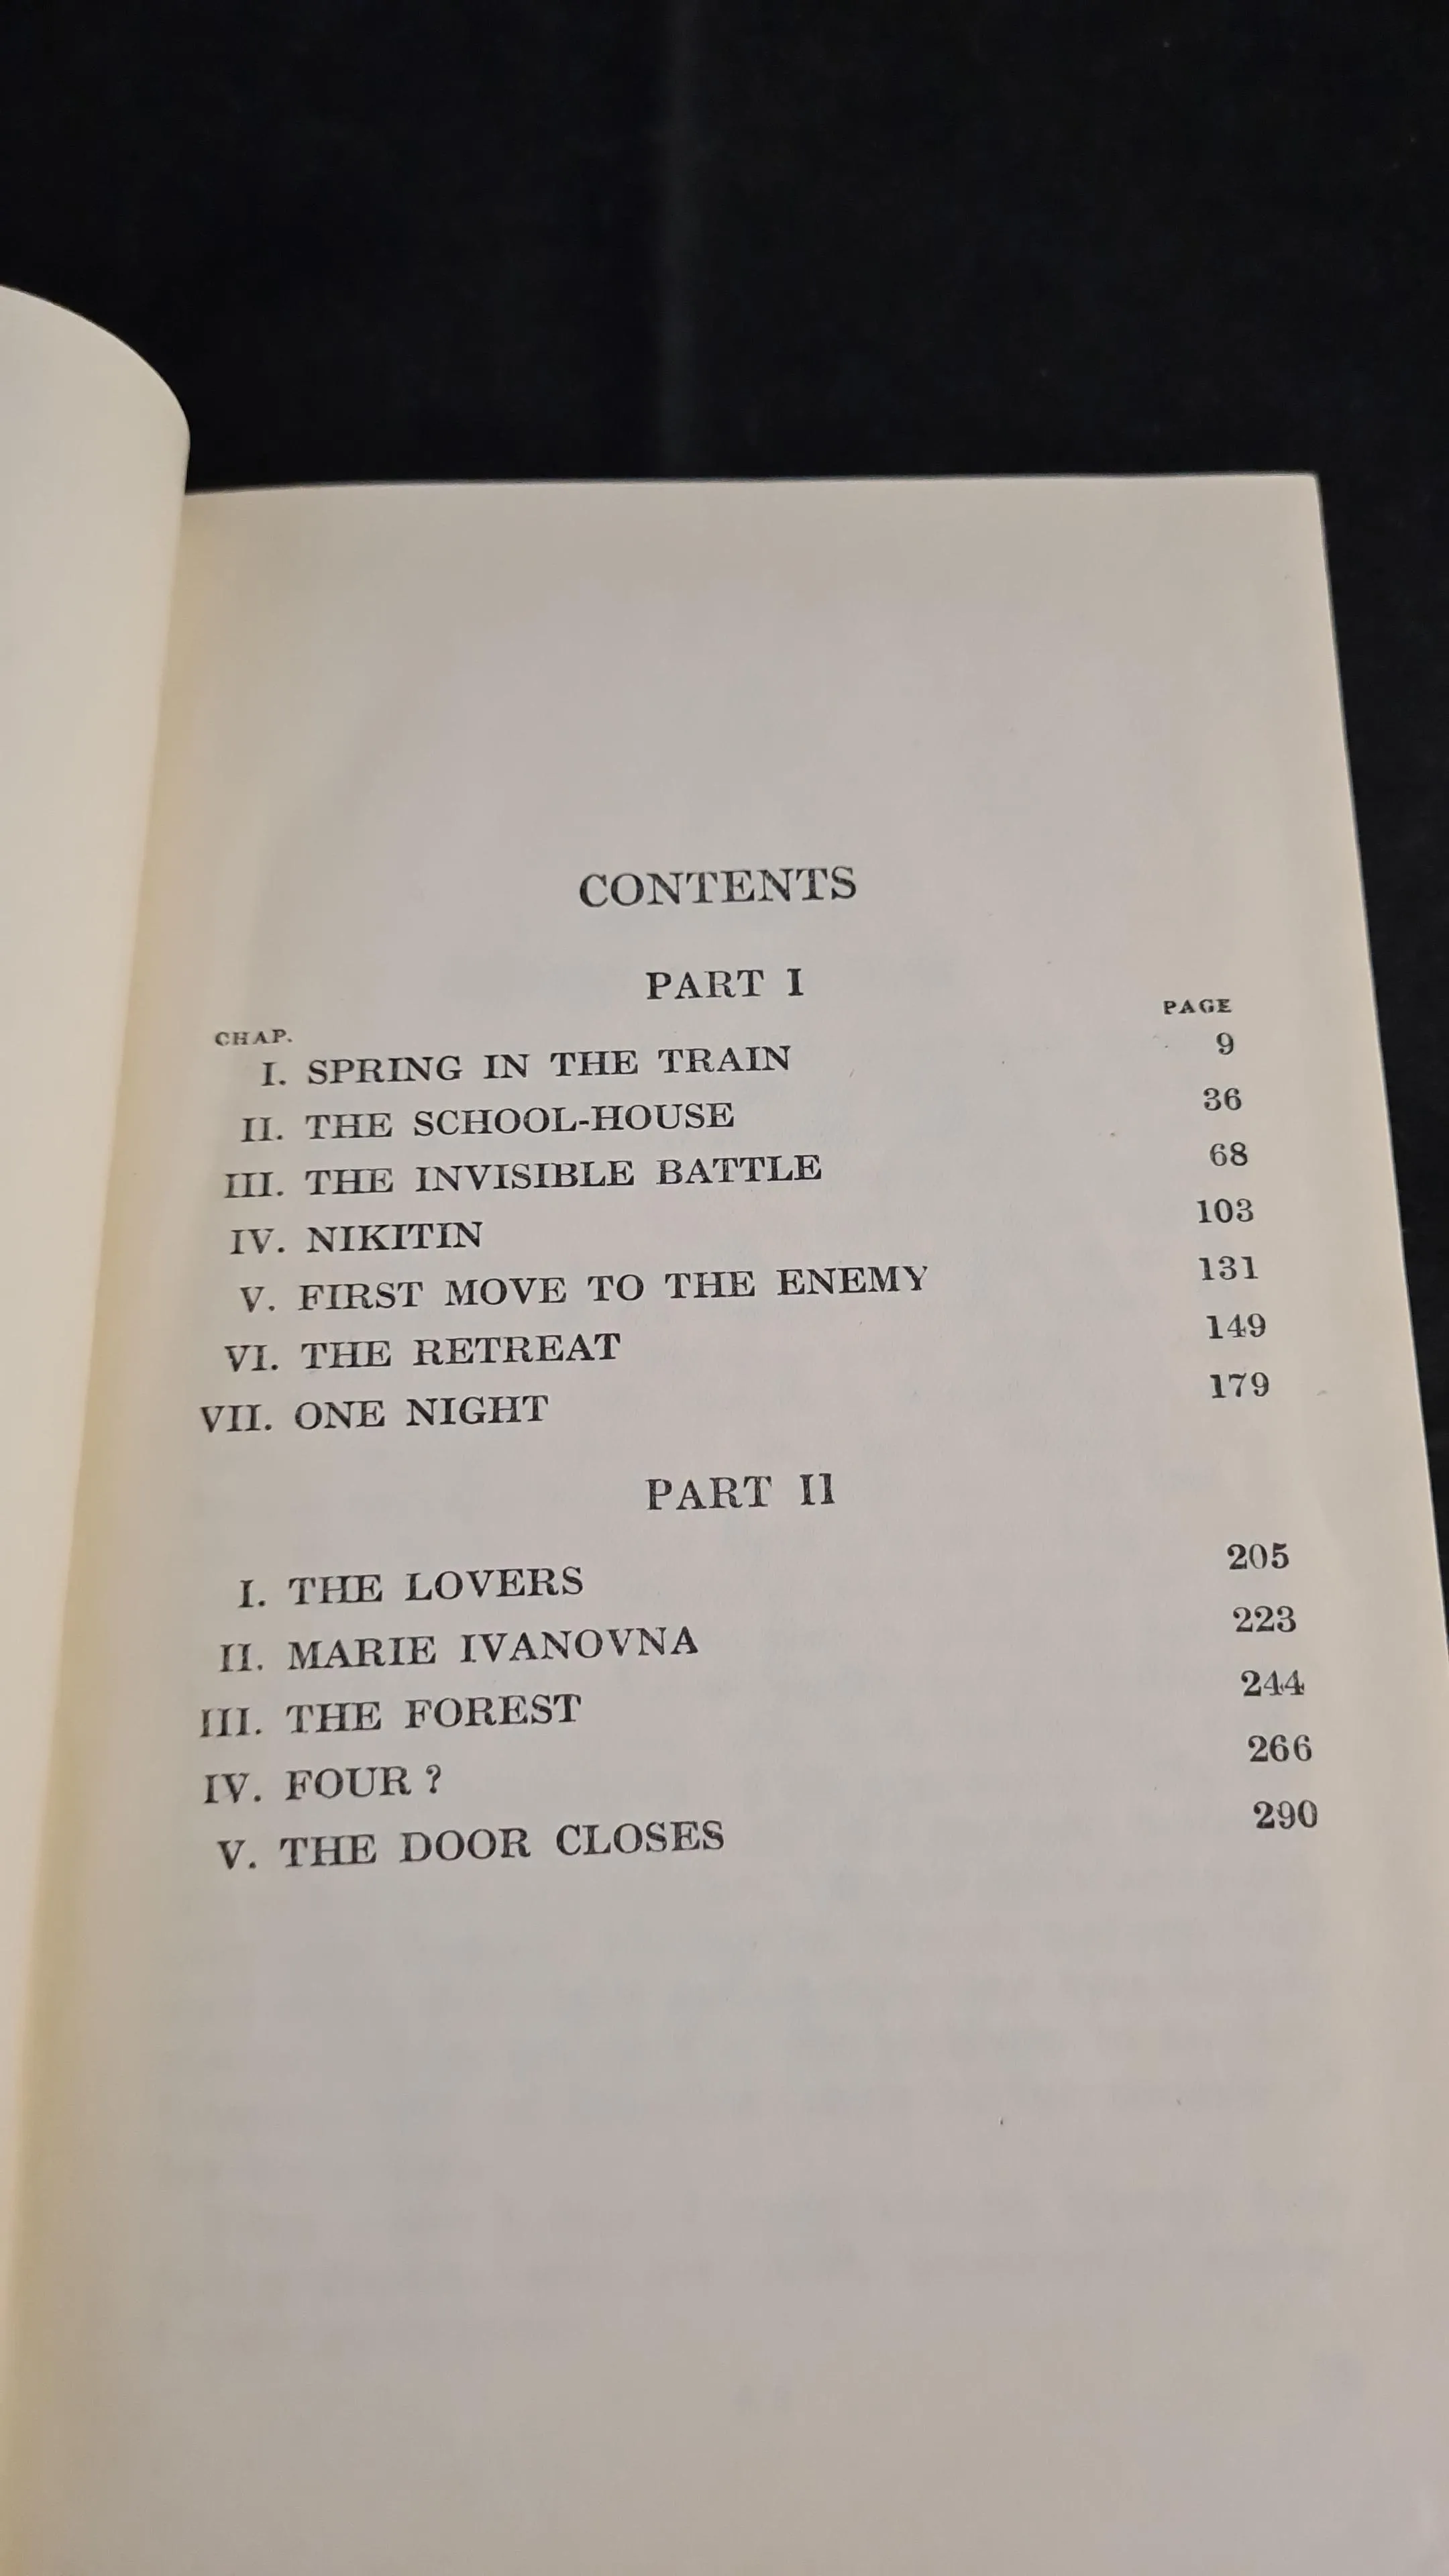 CONTENTS
PART I
CHAP. PAGE
I. SPRING IN THE TRAIN 9
II. THE SCHOOL-HOUSE 36
III. THE INVISIBLE BATTLE 68
IV. NIKITIN 103
V. FIRST MOVE TO THE ENEMY 131
VI. THE RETREAT 149
VII. ONE NIGHT 179
PART II
I. THE LOVERS 205
II. MARIE IVANOVNA 223
III. THE FOREST 244
IV. FOUR ? 266
V. THE DOOR CLOSES 290